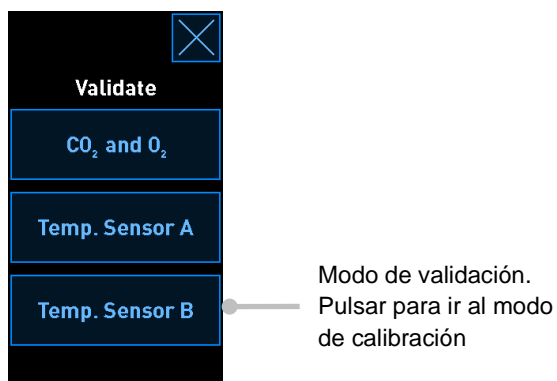 Validate
CO₂ and O₂
Temp. Sensor A
Temp. Sensor B
Modo de validación.
Pulsar para ir al modo
de calibración